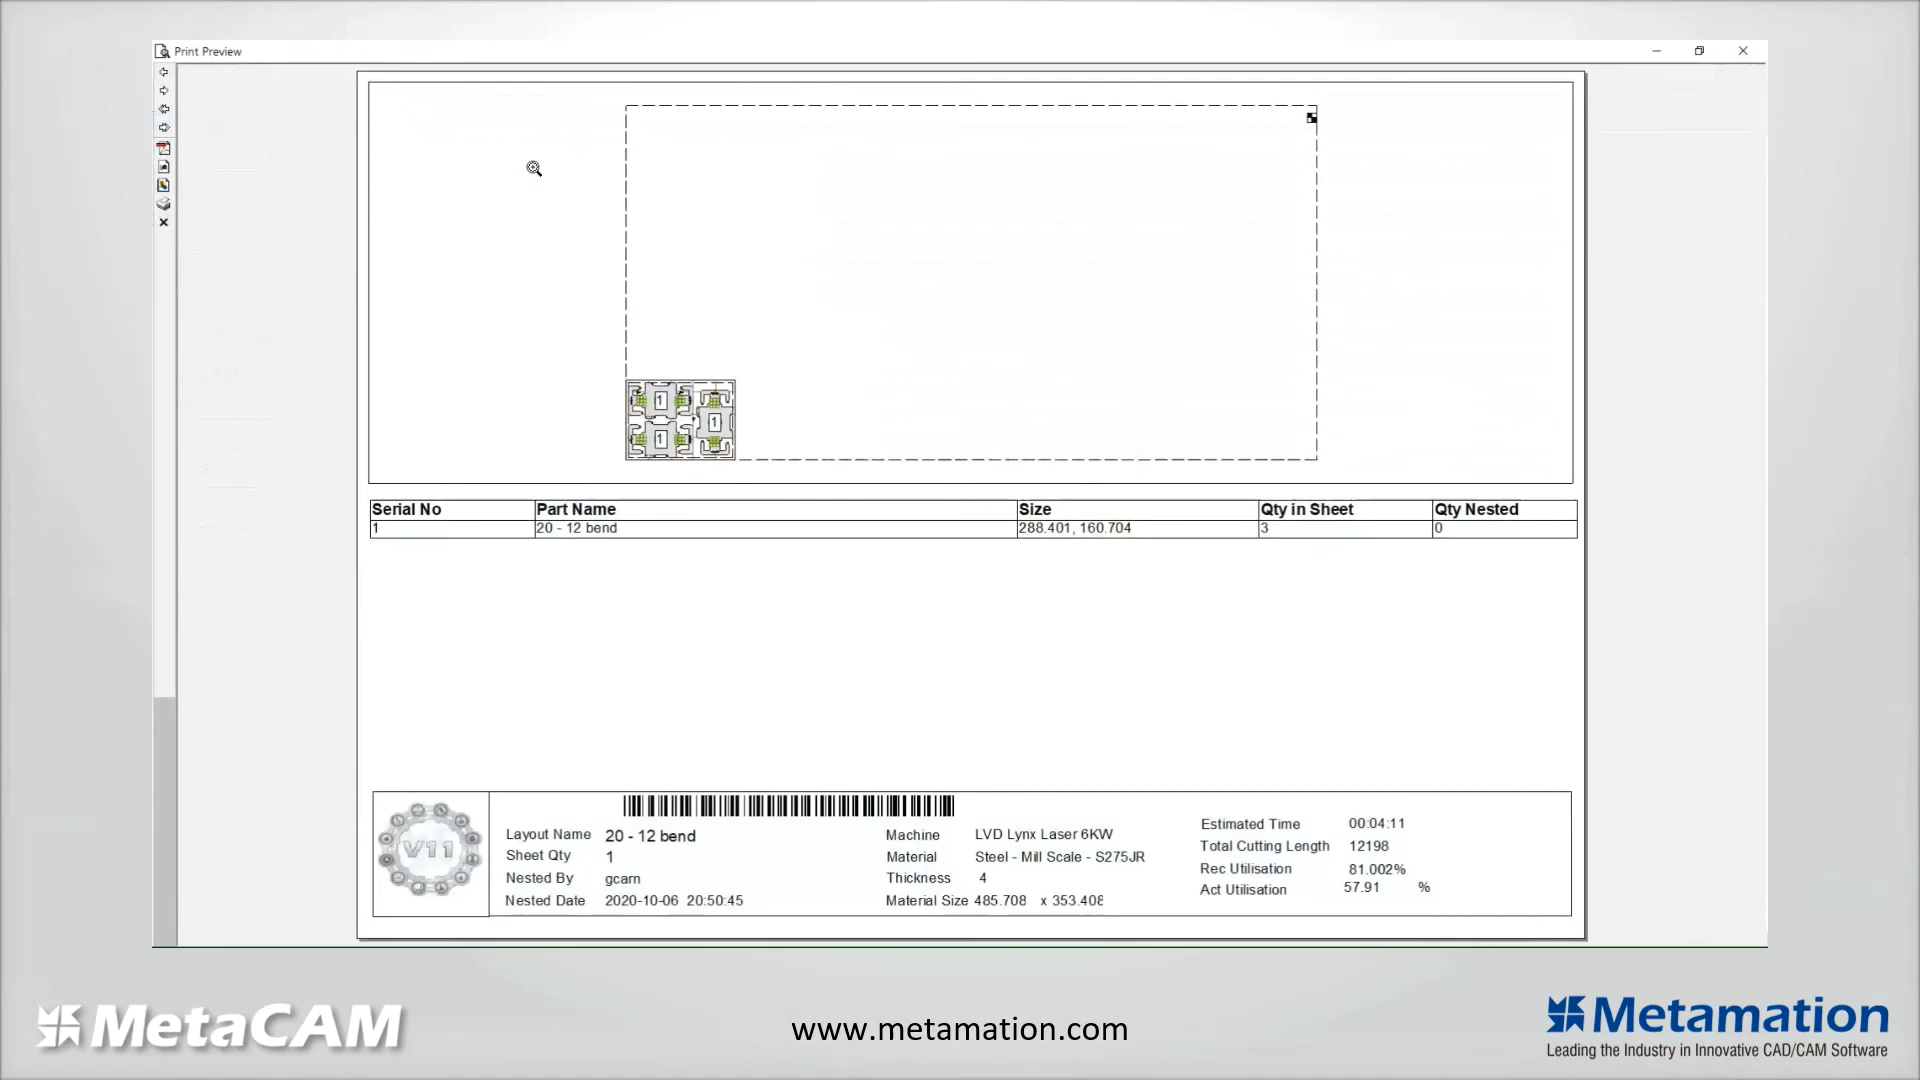 Print Preview
1 1
1
Serial No Part Name Size Qty in Sheet Qty Nested
1 20 - 12 bend 288.401, 160.704 3 0
V11
Layout Name 20 - 12 bend
Sheet Qty 1
Nested By gcarn
Nested Date 2020-10-06 20:50:45
Machine LVD Lynx Laser 6KW
Material Steel - Mill Scale - S275JR
Thickness 4
Material Size 485.708 x 353.408
Estimated Time 00:04:11
Total Cutting Length 12198
Rec Utilisation 81.002%
Act Utilisation 57.91 %
MetaCAM
www.metamation.com
Metamation
Leading the Industry in Innovative CAD/CAM Software